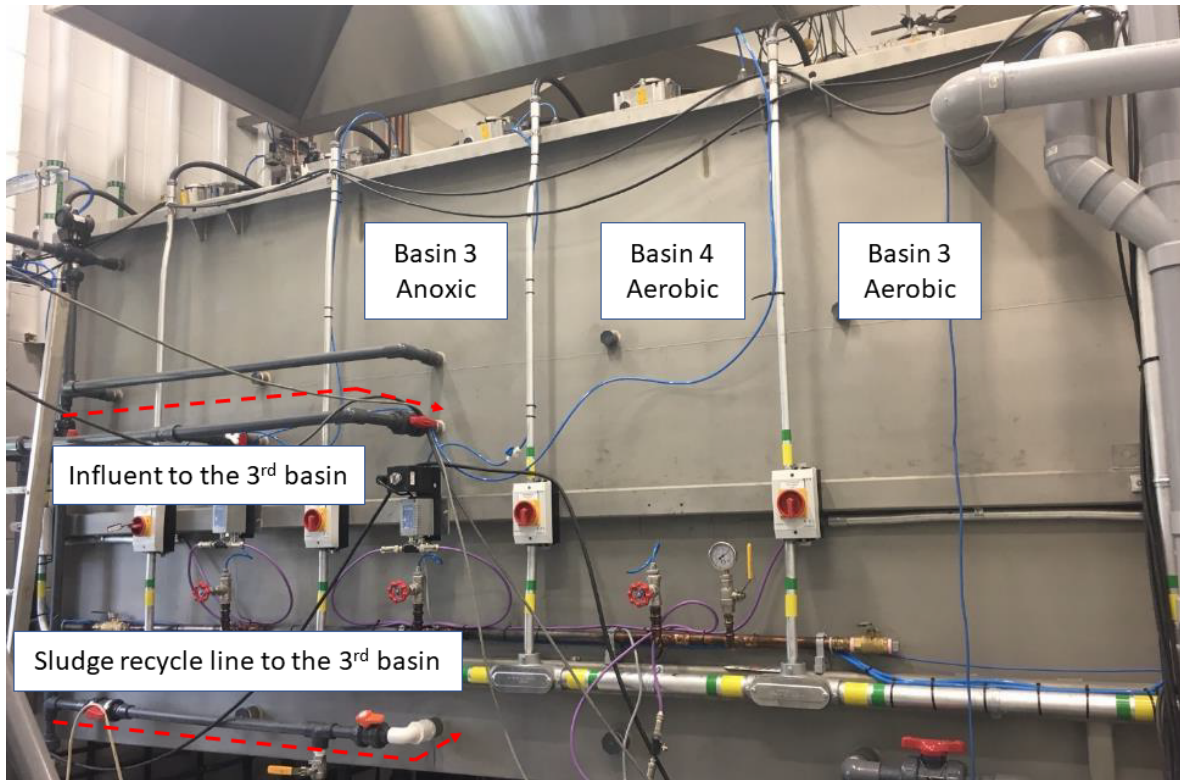 Basin 3
Anoxic
Basin 4
Aerobic
Basin 3
Aerobic
Influent to the 3rd basin
Sludge recycle line to the 3rd basin